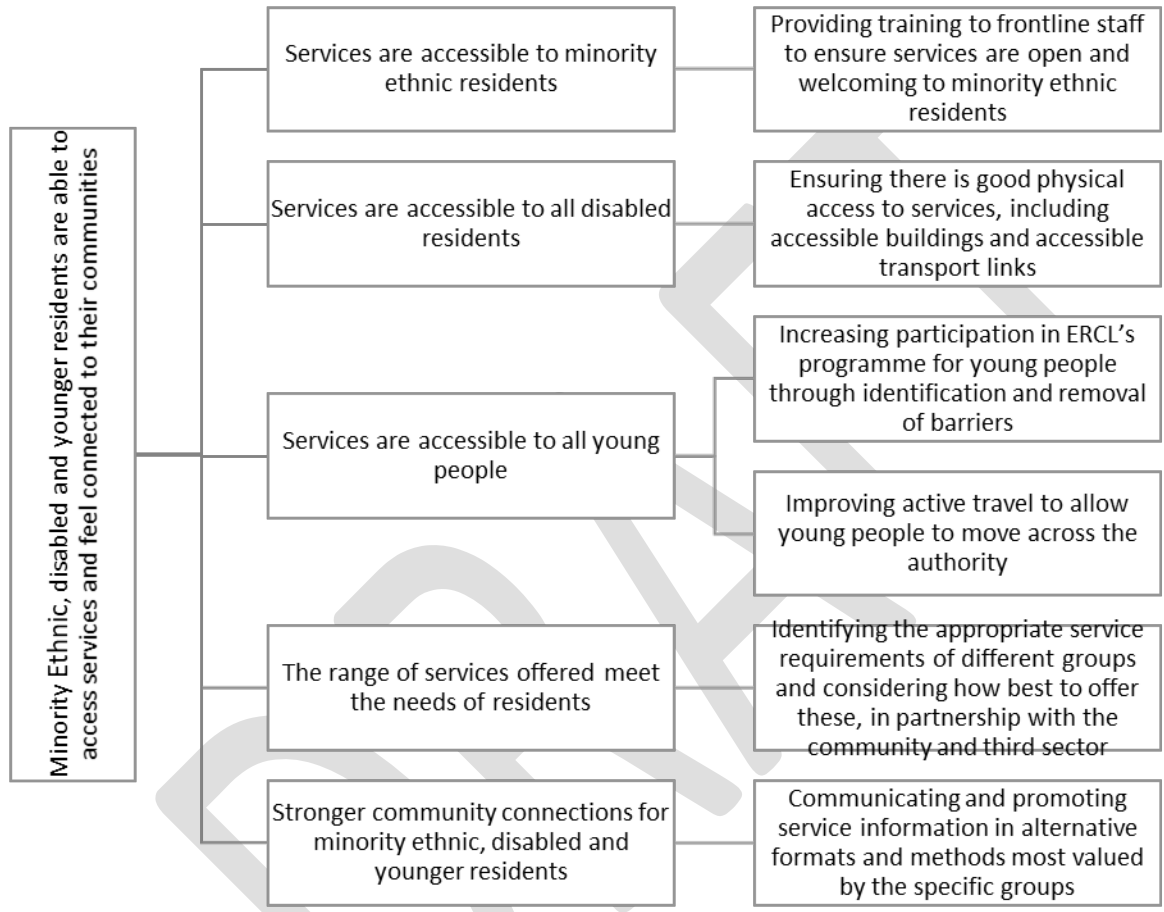 Minority Ethnic, disabled and younger residents are able to
access services and feel connected to their communities
Services are accessible to minority
ethnic residents
Providing training to frontline staff
to ensure services are open and
welcoming to minority ethnic
residents
Services are accessible to all disabled
residents
Ensuring there is good physical
access to services, including
accessible buildings and accessible
transport links
Services are accessible to all young
people
Increasing participation in ERCL's
programme for young people
through identification and removal
of barriers
Improving active travel to allow
young people to move across the
authority
The range of services offered meet
the needs of residents
Identifying the appropriate service
requirements of different groups
and considering how best to offer
these, in partnership with the
community and third sector
Stronger community connections for
minority ethnic, disabled and
younger residents
Communicating and promoting
service information in alternative
formats and methods most valued
by the specific groups
DRAFT